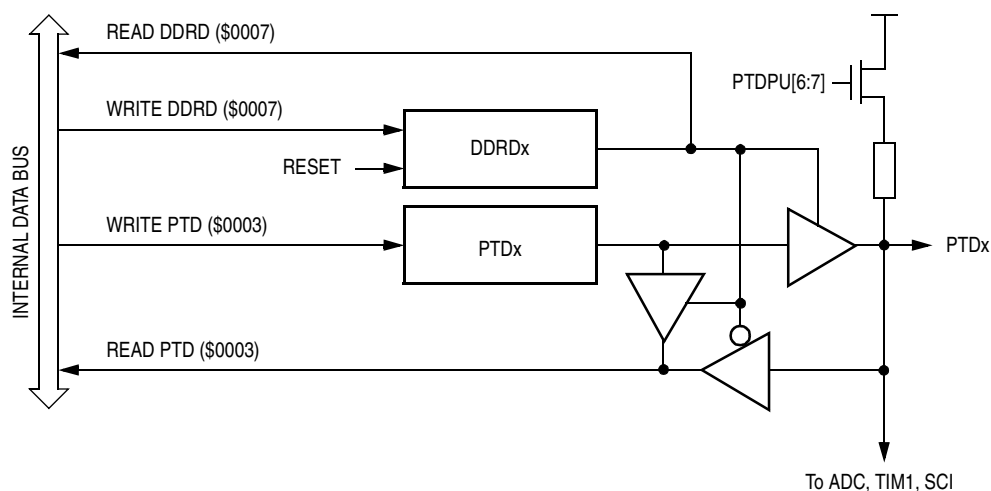 READ DDRD ($0007)
PTDPU[6:7]
WRITE DDRD ($0007)
DDRDx
RESET
INTERNAL DATA BUS
WRITE PTD ($0003)
PTDx
PTDx
READ PTD ($0003)
To ADC, TIM1, SCI